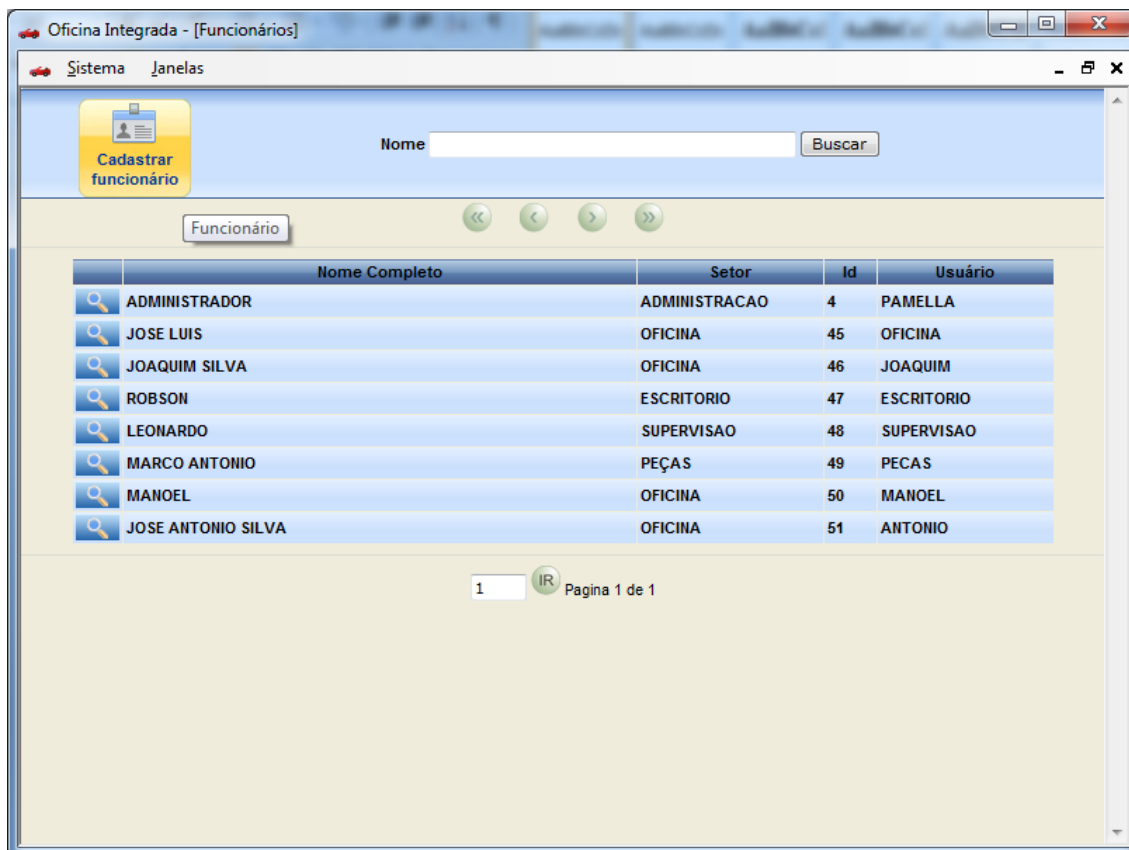 Oficina Integrada - [Funcionários]
Sistema Janelas
Cadastrar
funcionário
Nome Buscar
Funcionário
Nome Completo Setor Id Usuário
ADMINISTRADOR ADMINISTRACAO 4 PAMELLA
JOSE LUIS OFICINA 45 OFICINA
JOAQUIM SILVA OFICINA 46 JOAQUIM
ROBSON ESCRITORIO 47 ESCRITORIO
LEONARDO SUPERVISAO 48 SUPERVISAO
MARCO ANTONIO PEÇAS 49 PECAS
MANOEL OFICINA 50 MANOEL
JOSE ANTONIO SILVA OFICINA 51 ANTONIO
1 IR Pagina 1 de 1